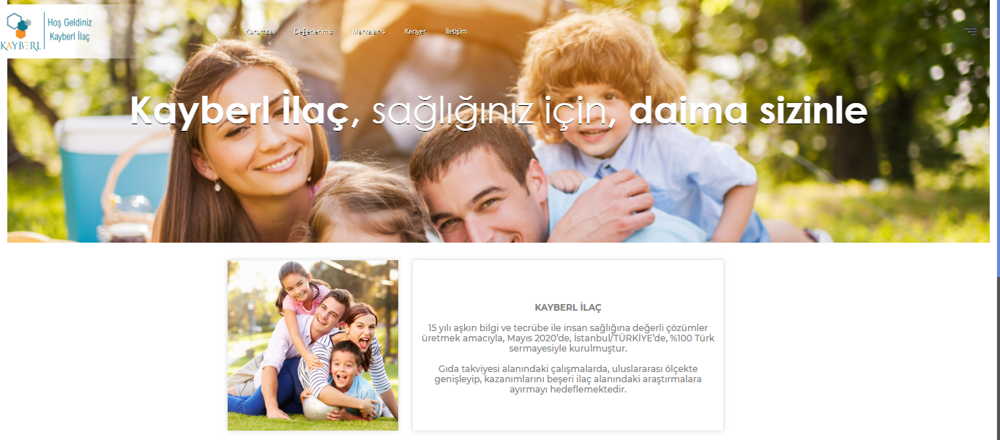 Hoş Geldiniz
Kayberl İlaç
KAYBERL
Kurumsal Değerlerimiz Markalar Kariyer İletişim
Kayberl İlaç, sağlığınız için, daima sizinle
KAYBERL İLAÇ
15 yılı aşkın bilgi ve tecrübe ile insan sağlığına değerli çözümler
üretmek amacıyla, Mayıs 2020’de, İstanbul/TÜRKİYE’de, %100 Türk
sermayesiyle kurulmuştur.
Gıda takviyesi alanındaki çalışmalarda, uluslararası ölçekte
genişleyip, kazanımlarını beşeri ilaç alanındaki araştırmalara
ayırmayı hedeflemektedir.